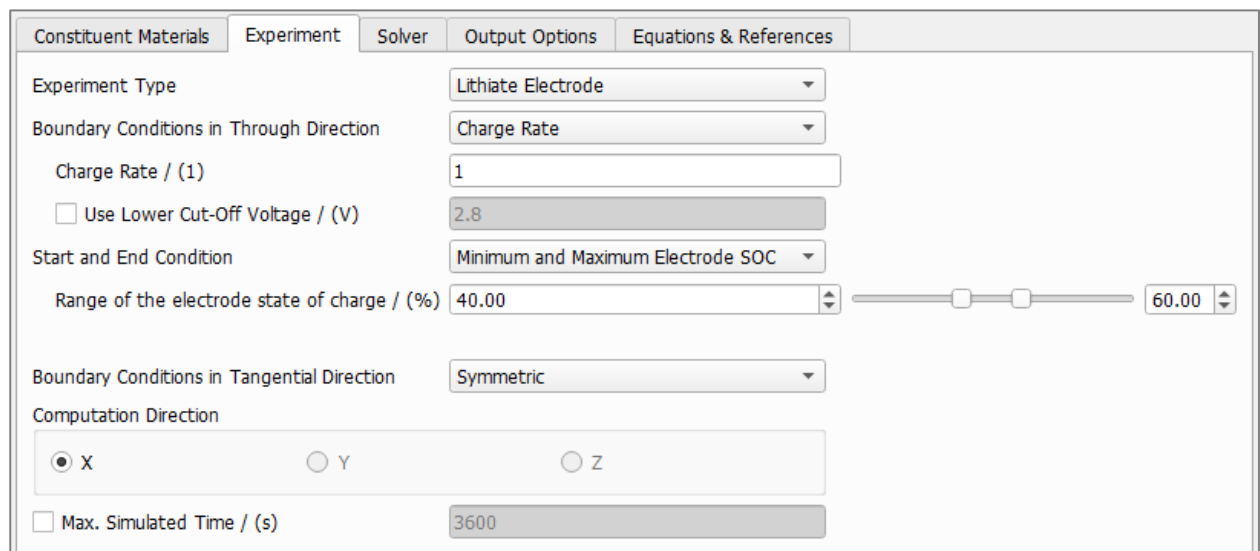 Constituent Materials Experiment Solver Output Options Equations & References
Experiment Type Lithiate Electrode
Boundary Conditions in Through Direction Charge Rate
Charge Rate / (1) 1
Use Lower Cut-Off Voltage / (V) 2.8
Start and End Condition Minimum and Maximum Electrode SOC
Range of the electrode state of charge / (%) 40.00 60.00
Boundary Conditions in Tangential Direction Symmetric
Computation Direction
X Y Z
Max. Simulated Time / (s) 3600